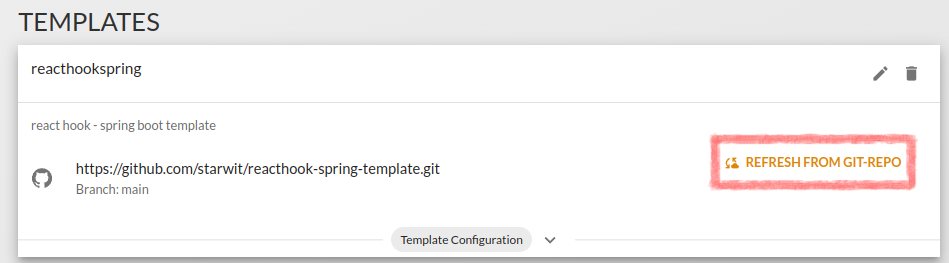 TEMPLATES
reacthookspring
react hook - spring boot template
https://github.com/starwit/reacthook-spring-template.git
REFRESH FROM GIT-REPO
Branch: main
Template Configuration